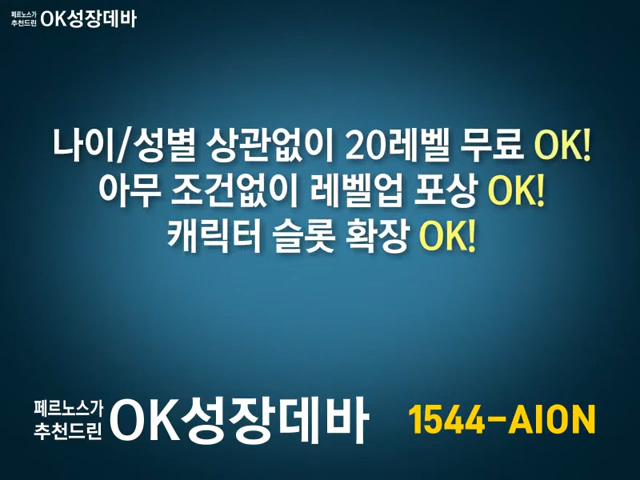 페르노스가
추천드린 OK성장데바
나이/성별 상관없이 20레벨 무료 OK!
아무 조건없이 레벨업 포상 OK!
캐릭터 슬롯 확장 OK!
페르노스가
추천드린 OK성장데바
1544-AION